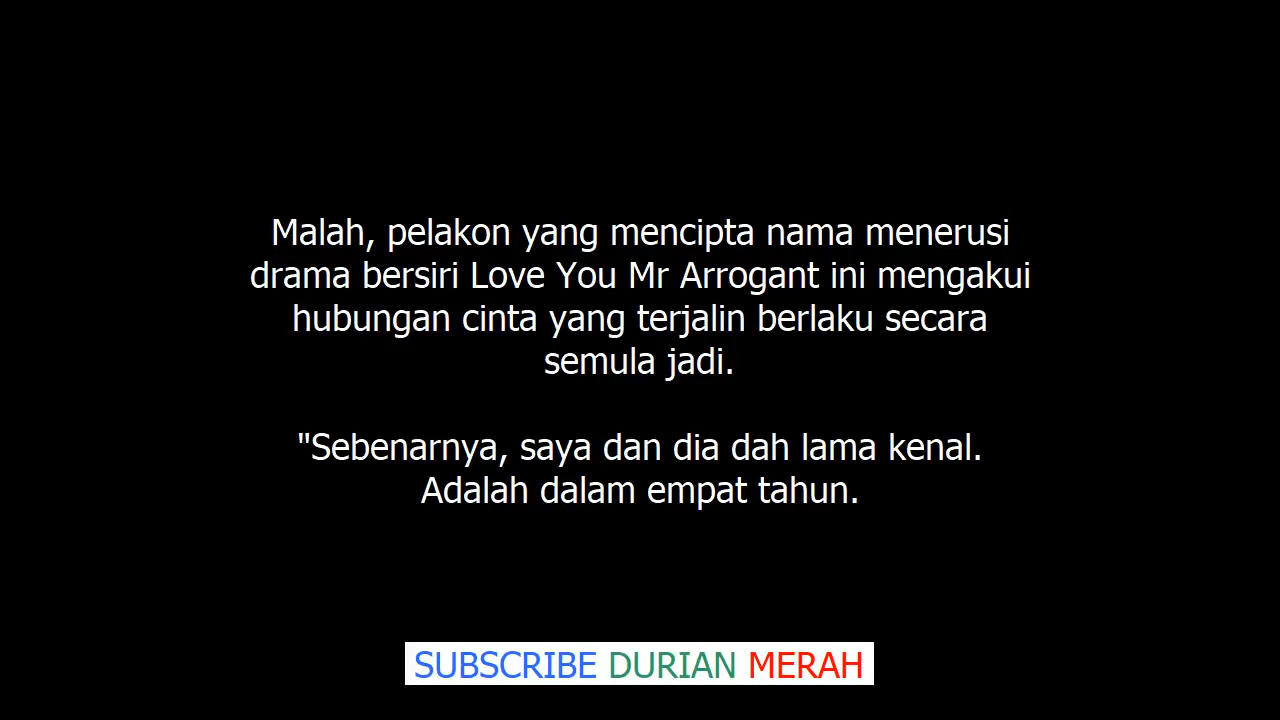 Malah, pelakon yang mencipta nama menerusi
drama bersiri Love You Mr Arrogant ini mengakui
hubungan cinta yang terjalin berlaku secara
semula jadi.
"Sebenarnya, saya dan dia dah lama kenal.
Adalah dalam empat tahun.
SUBSCRIBE DURIAN MERAH